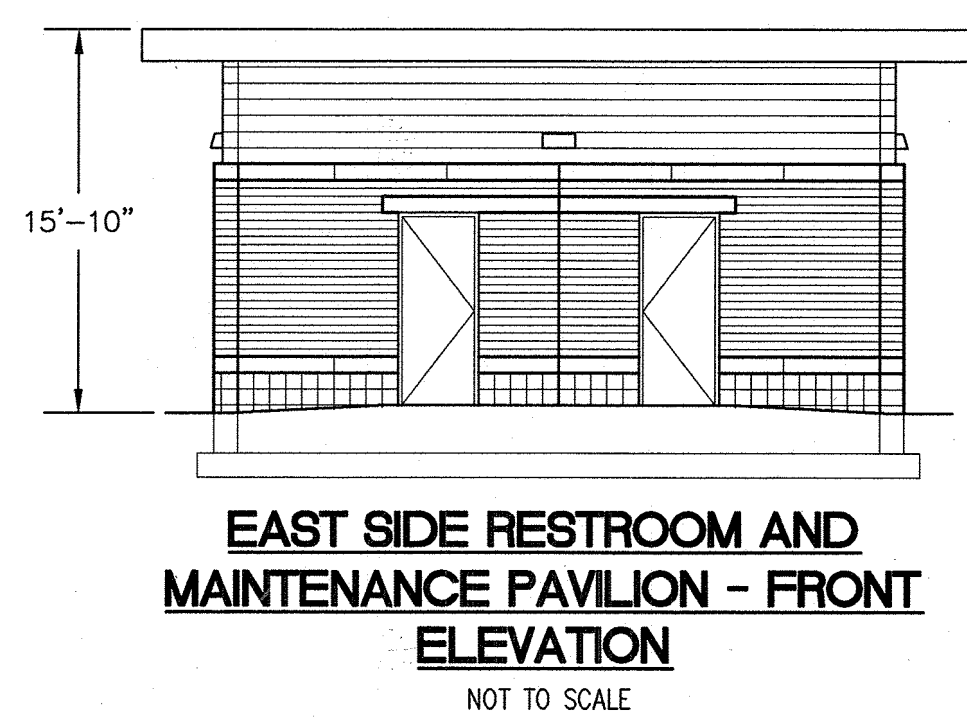 15'-10"
EAST SIDE RESTROOM AND
MAINTENANCE PAVILION - FRONT
ELEVATION
NOT TO SCALE